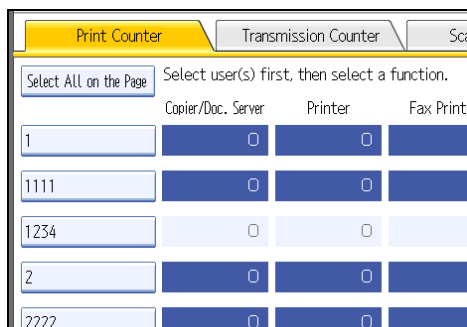 Print Counter Transmission Counter
Select All on the Page Select user(s) first, then select a function.
Copier/Doc. Server Printer Fax Print
1 0 0
1111 0 0
1234 0 0
2 0 0
2222 0 0